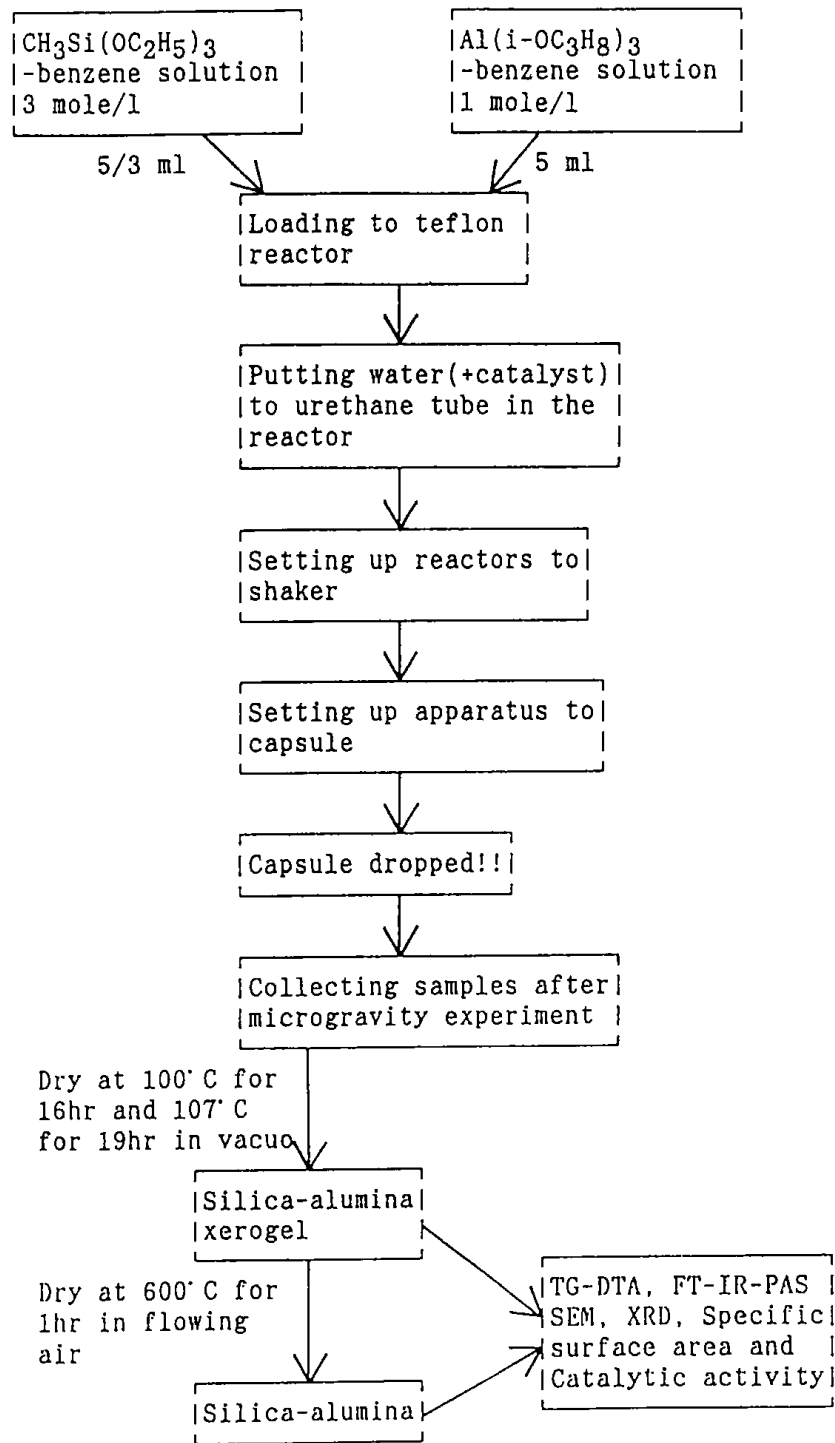 CH3Si(OC2H5)3
-benzene solution
3 mole/l
Al(i-OC3H8)3
-benzene solution
1 mole/l
5/3 ml
5 ml
Loading to teflon
reactor
Putting water(+catalyst)
to urethane tube in the
reactor
Setting up reactors to
shaker
Setting up apparatus to
capsule
Capsule dropped!!
Collecting samples after
microgravity experiment
Dry at 100°C for
16hr and 107°C
for 19hr in vacuo
Silica-alumina
xerogel
Dry at 600°C for
1hr in flowing
air
TG-DTA, FT-IR-PAS
SEM, XRD, Specific
surface area and
Catalytic activity
Silica-alumina